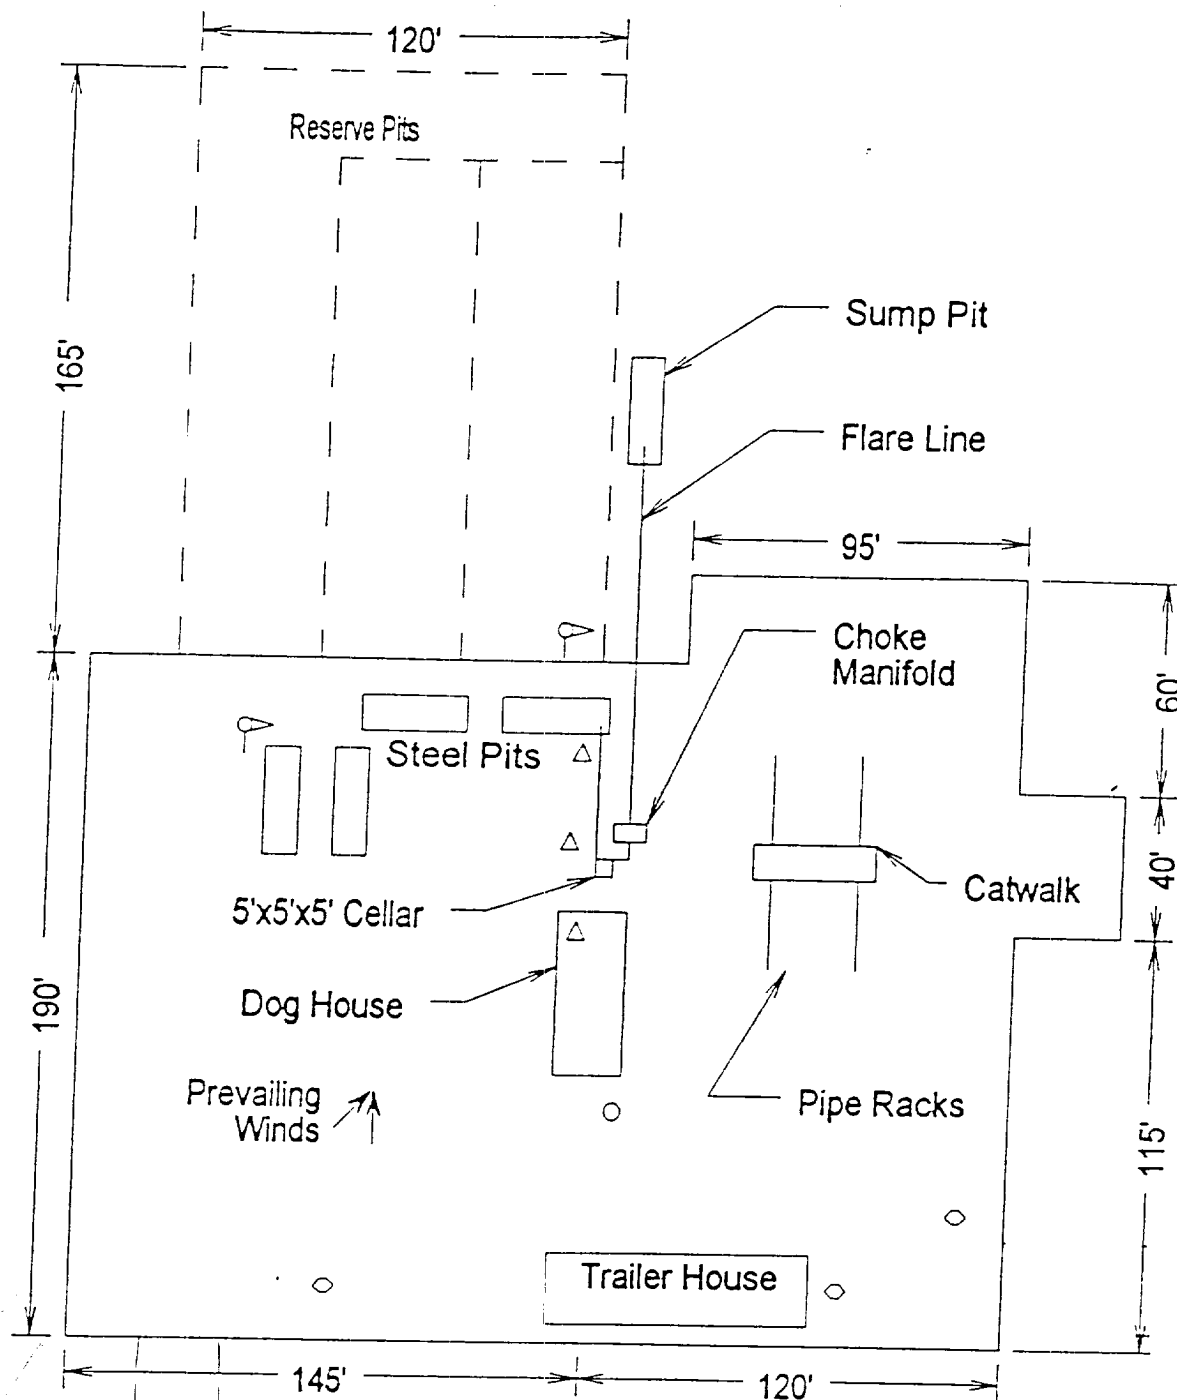 120'
Reserve Pits
Sump Pit
165'
Flare Line
95'
Choke
Manifold
60'
Steel Pits
40'
Catwalk
5'x5'x5' Cellar
190'
Dog House
Prevailing
Winds
Pipe Racks
115'
Trailer House
145'
120'